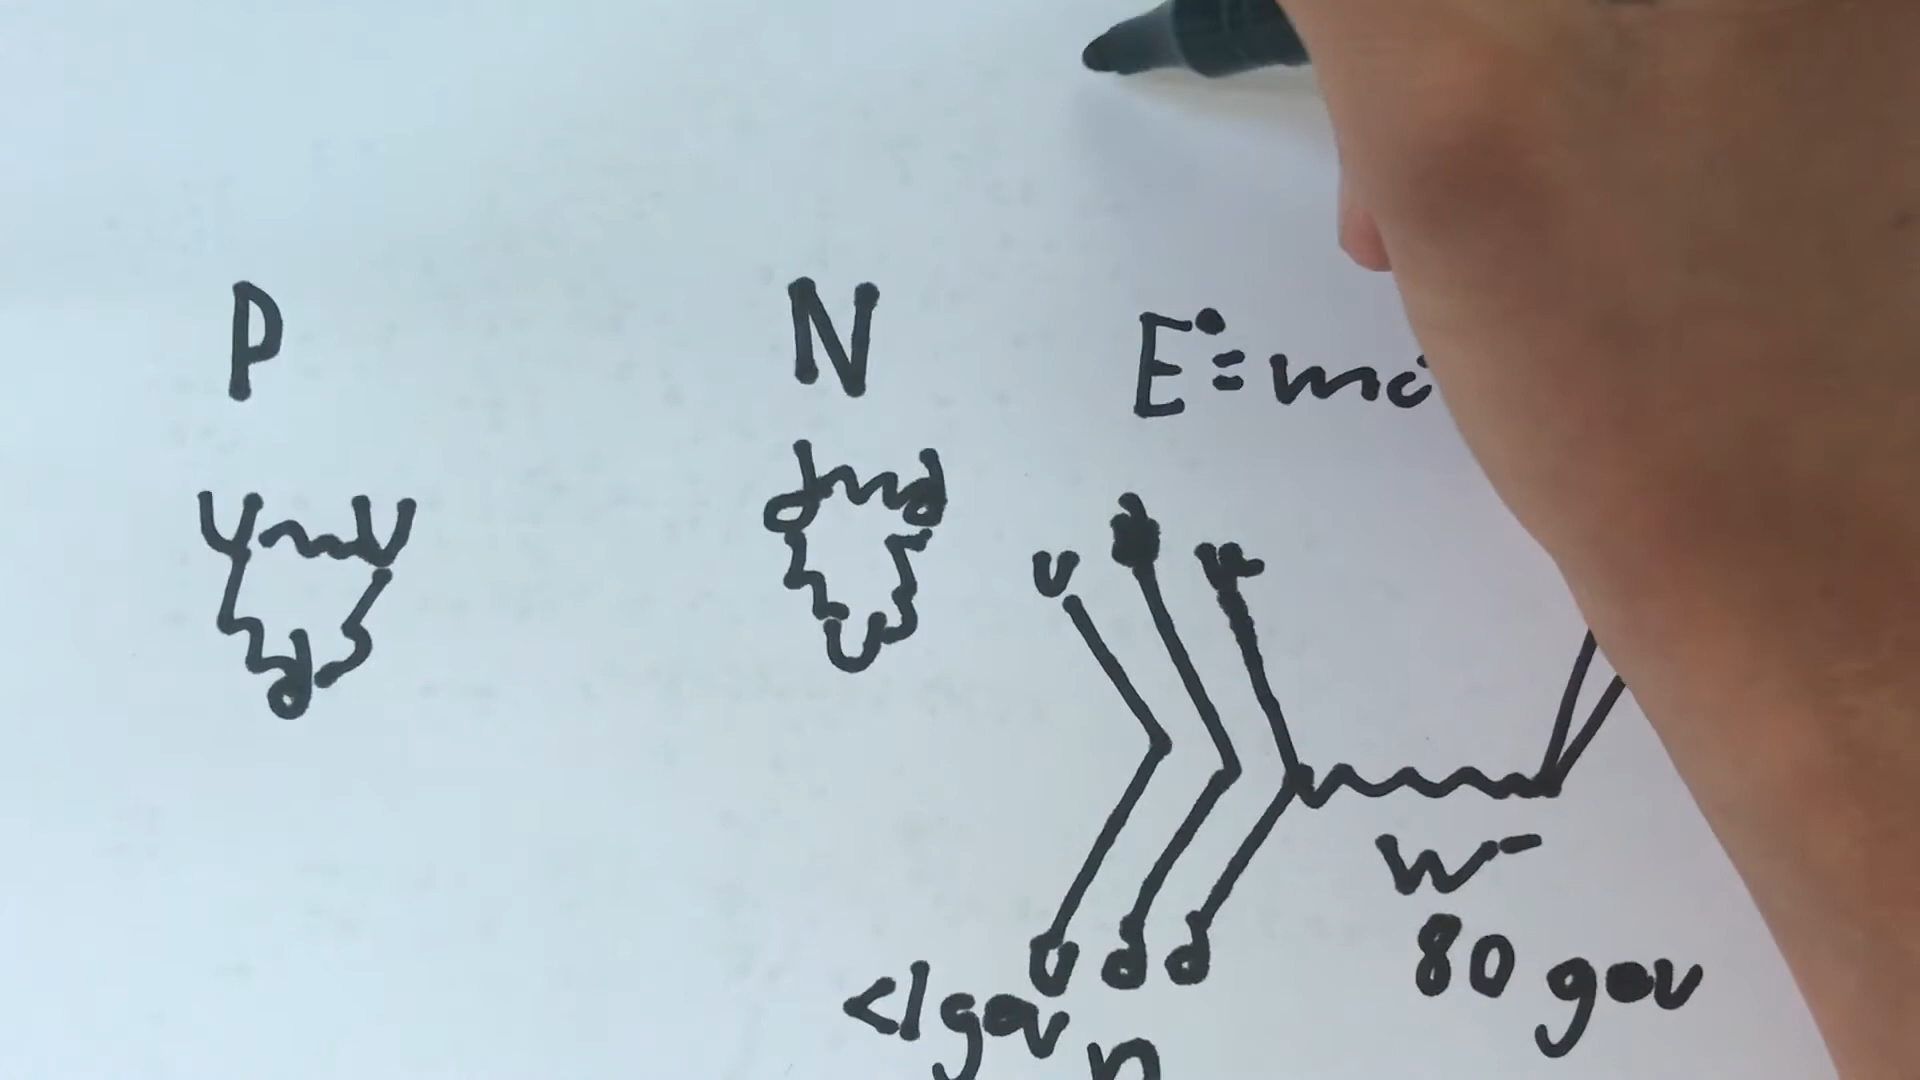 P
N
E = mc
U U
d
d d
U
U
U d d
W-
80 gev
<1 gev
n